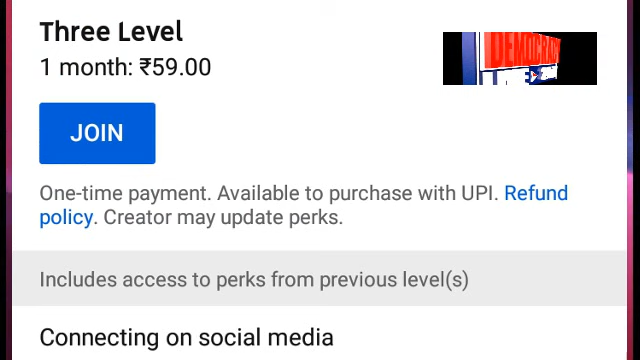 Three Level
1 month: ₹59.00
DEMOCRACY
JOIN
One-time payment. Available to purchase with UPI. Refund
policy. Creator may update perks.
Includes access to perks from previous level(s)
Connecting on social media